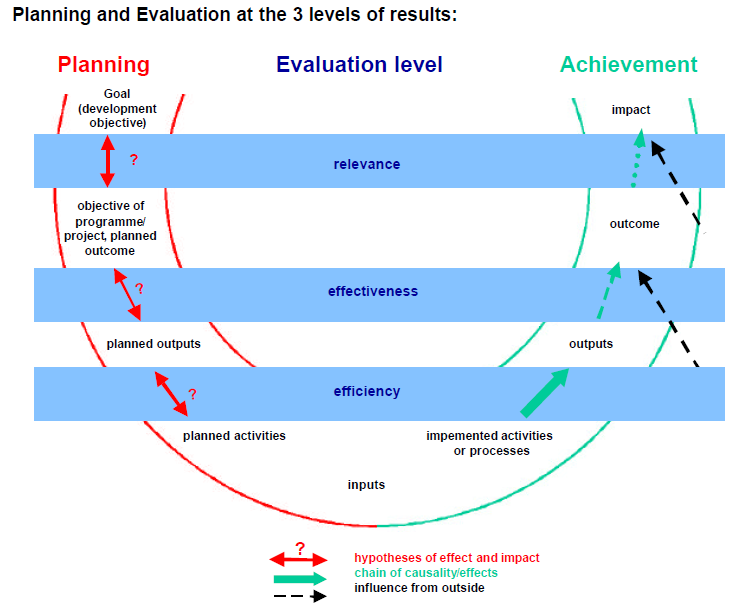 Planning and Evaluation at the 3 levels of results:
Planning
Evaluation level
Achievement
Goal
(development
objective)
impact
?
relevance
objective of
programme/
project, planned
outcome
outcome
?
effectiveness
planned outputs
outputs
?
efficiency
planned activities
impemented activities
or processes
inputs
?
hypotheses of effect and impact
chain of causality/effects
influence from outside